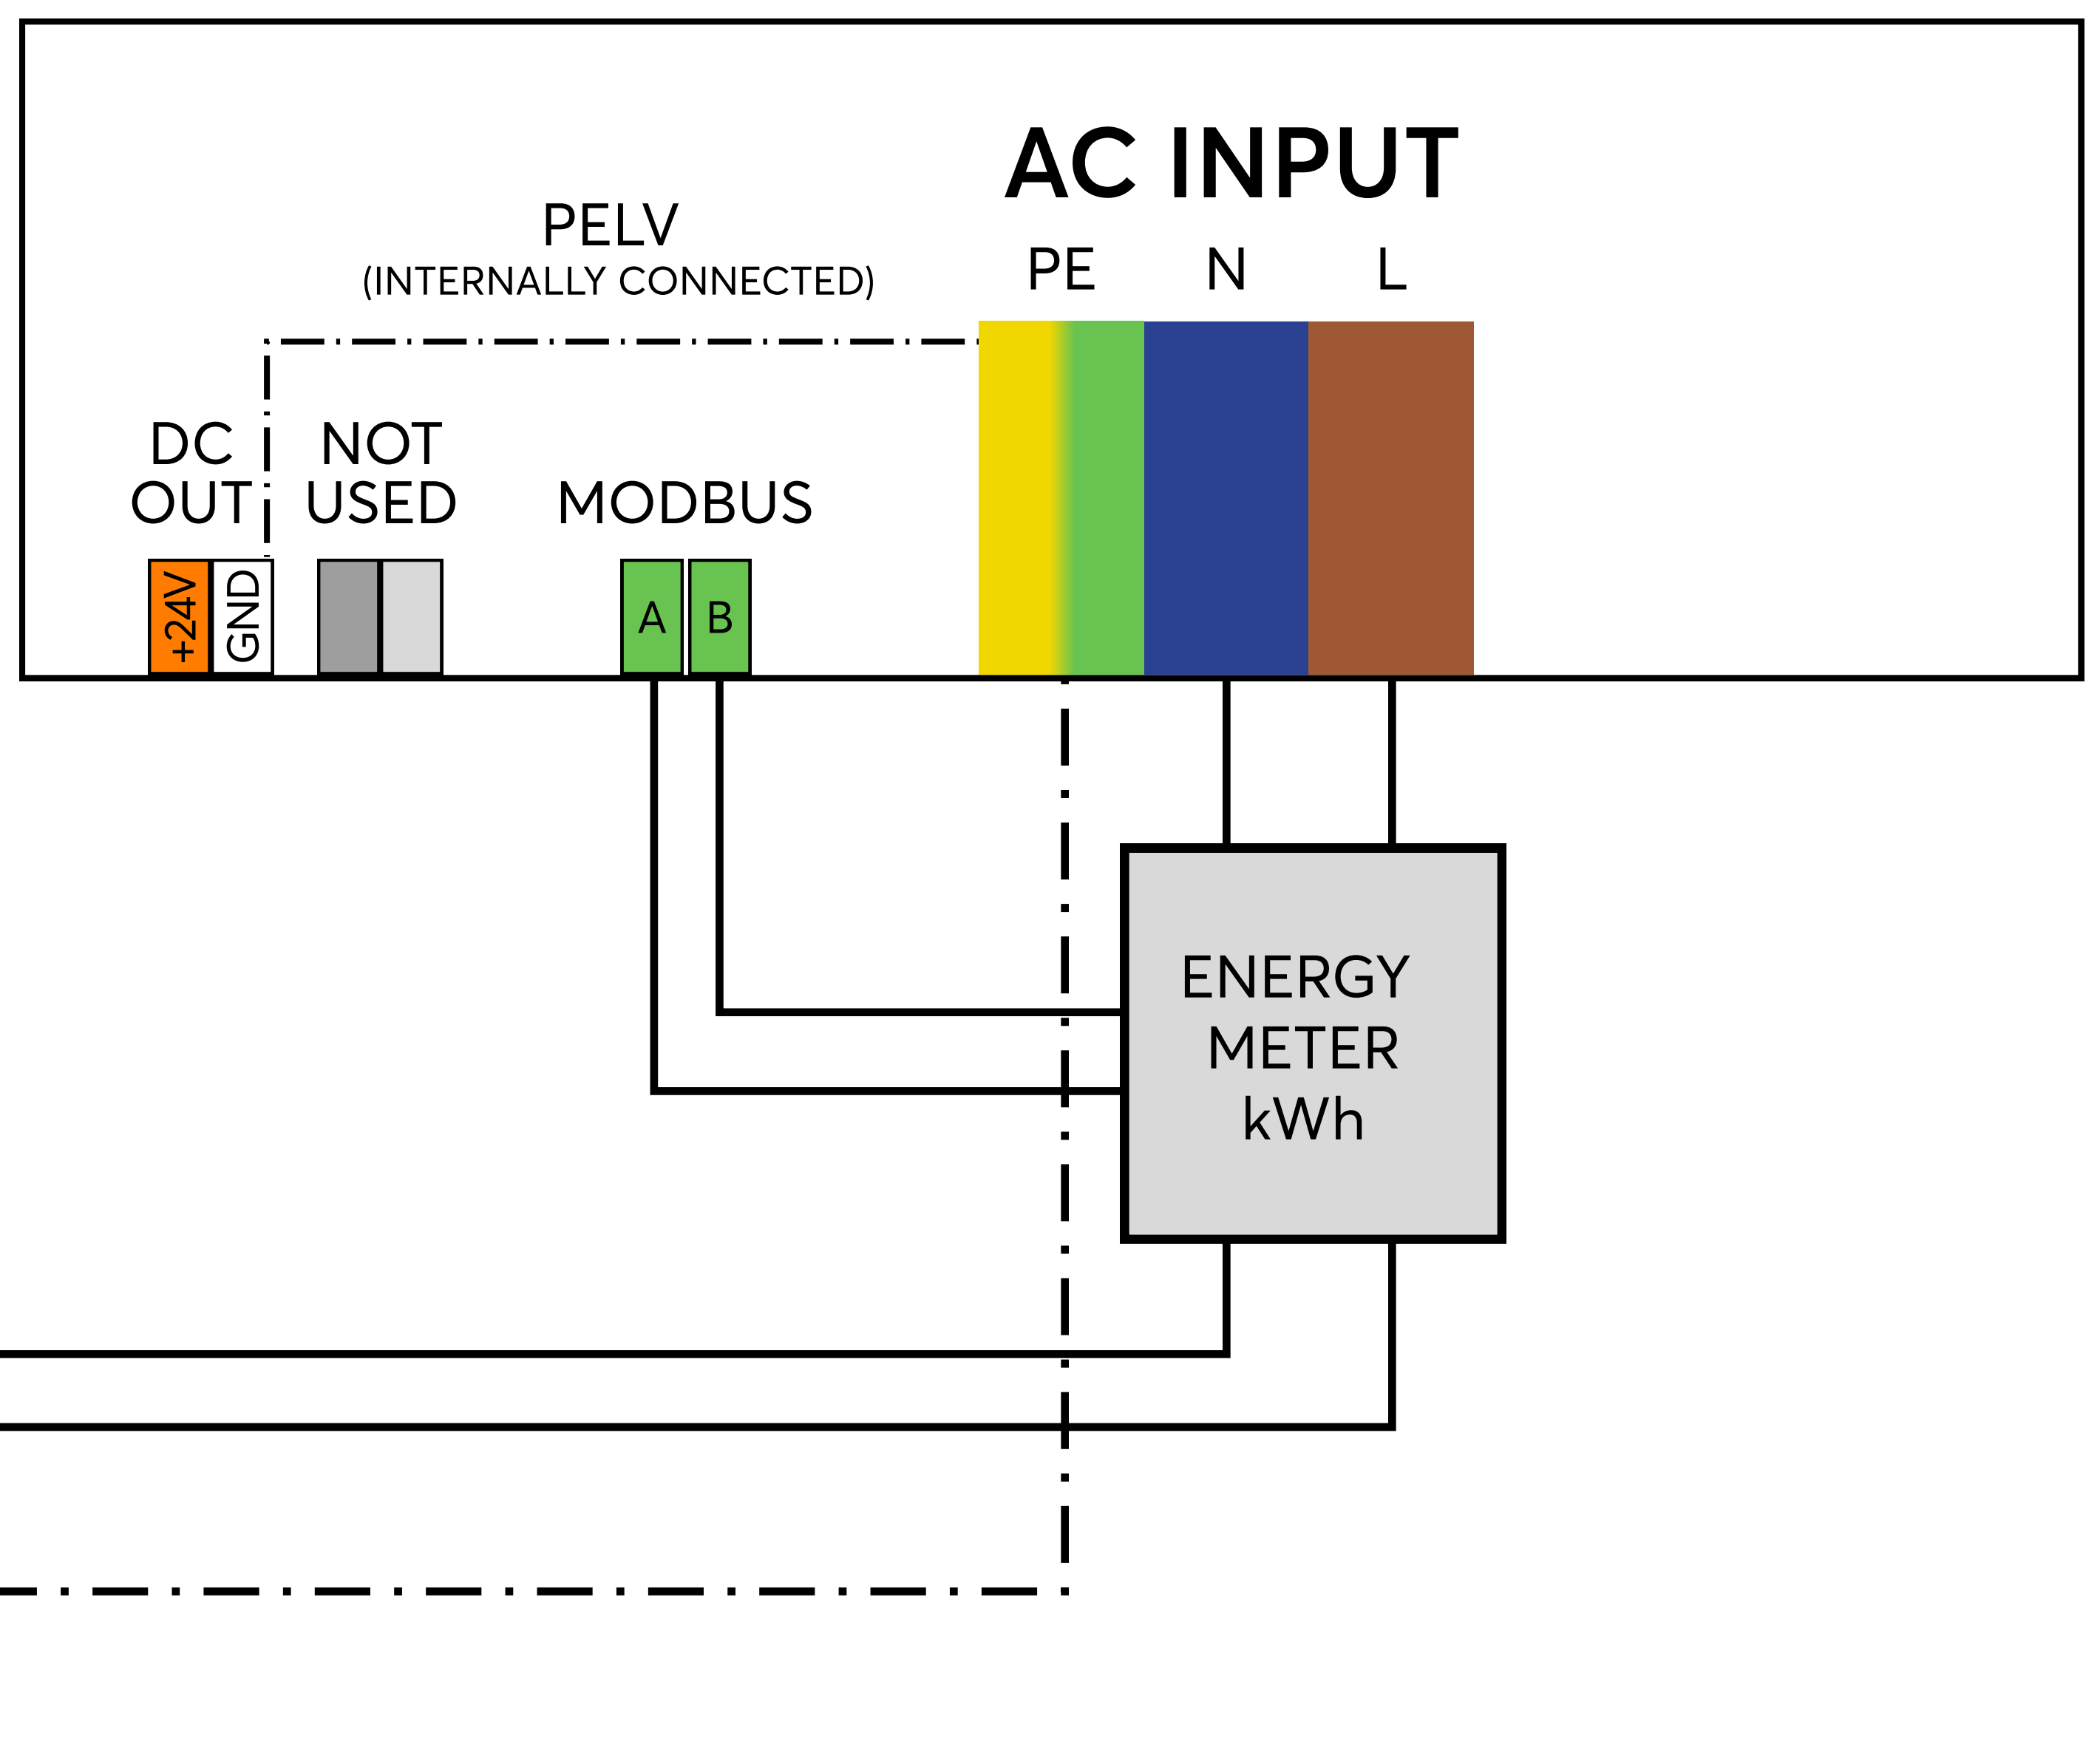 AC INPUT
PELV
(INTERNALLY CONNECTED)
PE N L
DC
OUT
NOT
USED
MODBUS
+24V
GND
A B
ENERGY
METER
kWh